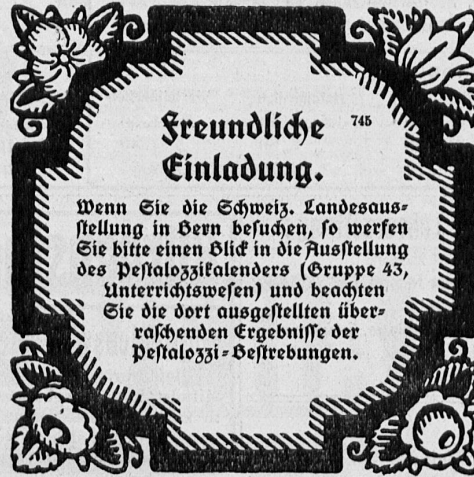 Freundliche 745
Einladung.
Wenn Sie die Schweiz. Landesaus-
stellung in Bern besuchen, so werfen
Sie bitte einen Blick in die Ausstellung
des Pestalozzikalenders (Gruppe 43,
Unterrichtswesen) und beachten
Sie die dort ausgestellten über-
raschenden Ergebnisse der
Pestalozzi-Bestrebungen.